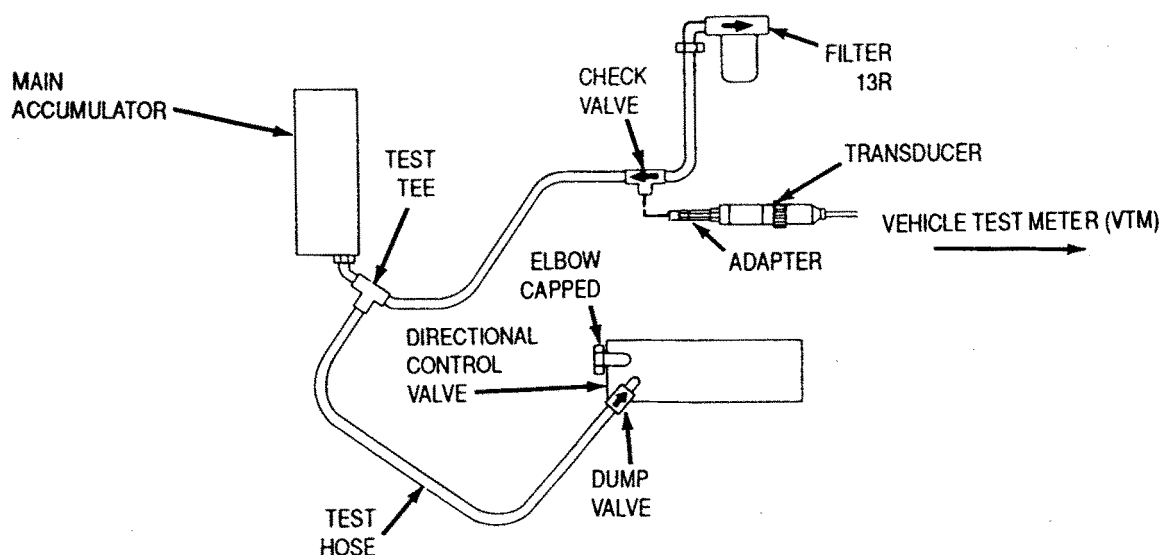 FILTER
13R
CHECK
VALVE
MAIN
ACCUMULATOR
TEST
TEE
TRANSDUCER
VEHICLE TEST METER (VTM)
ADAPTER
ELBOW
CAPPED
DIRECTIONAL
CONTROL
VALVE
DUMP
VALVE
TEST
HOSE